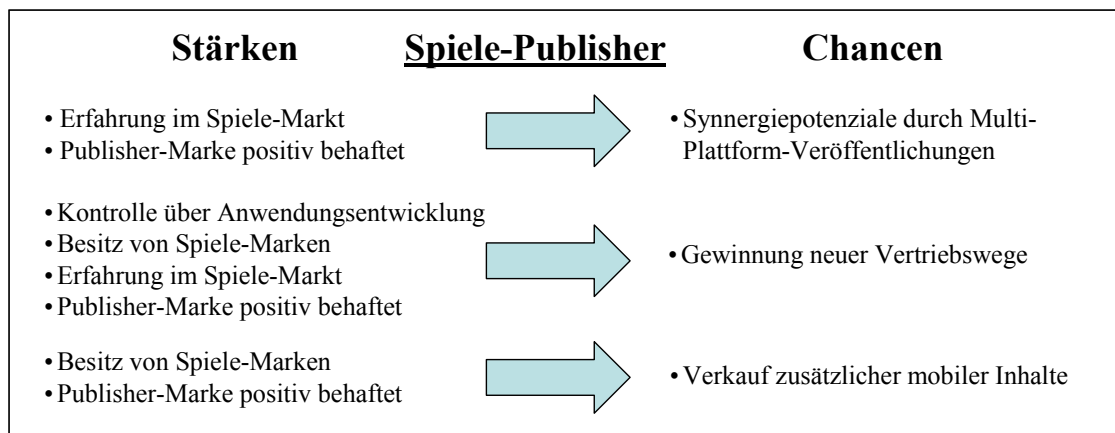 Stärken Spiele-Publisher Chancen
• Erfahrung im Spiele-Markt
• Publisher-Marke positiv behaftet
• Synnergiepotenziale durch Multi-
Plattform-Veröffentlichungen
• Kontrolle über Anwendungsentwicklung
• Besitz von Spiele-Marken
• Erfahrung im Spiele-Markt
• Publisher-Marke positiv behaftet
• Gewinnung neuer Vertriebswege
• Besitz von Spiele-Marken
• Publisher-Marke positiv behaftet
• Verkauf zusätzlicher mobiler Inhalte